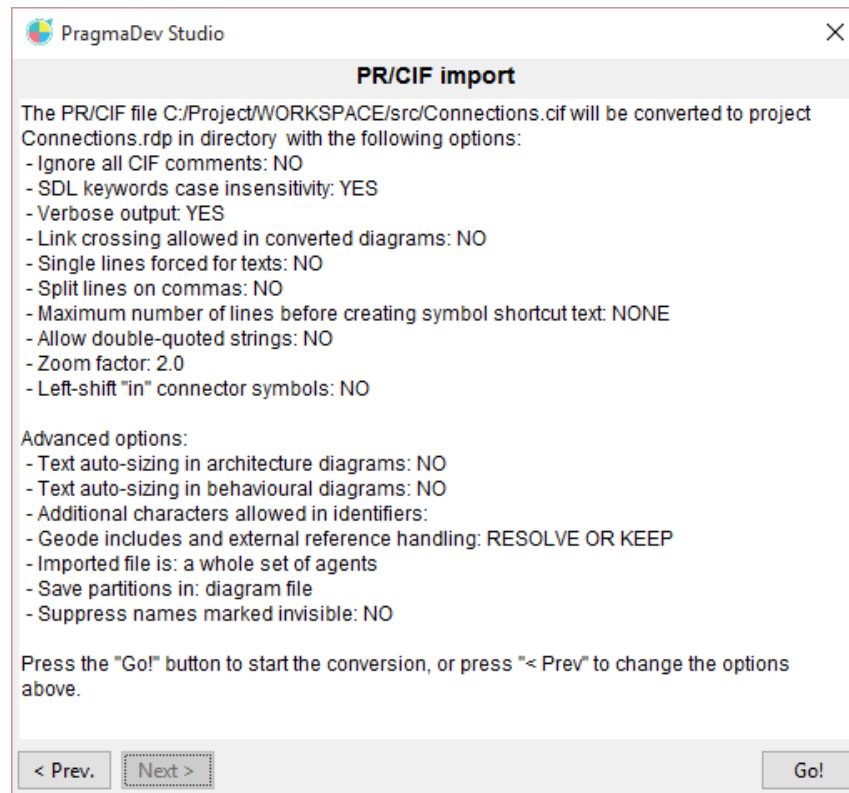 PragmaDev Studio
PR/CIF import
The PR/CIF file C:/Project/WORKSPACE/src/Connections.cif will be converted to project
Connections.rdp in directory  with the following options:
- Ignore all CIF comments: NO
- SDL keywords case insensitivity: YES
- Verbose output: YES
- Link crossing allowed in converted diagrams: NO
- Single lines forced for texts: NO
- Split lines on commas: NO
- Maximum number of lines before creating symbol shortcut text: NONE
- Allow double-quoted strings: NO
- Zoom factor: 2.0
- Left-shift "in" connector symbols: NO
Advanced options:
- Text auto-sizing in architecture diagrams: NO
- Text auto-sizing in behavioural diagrams: NO
- Additional characters allowed in identifiers:
- Geode includes and external reference handling: RESOLVE OR KEEP
- Imported file is: a whole set of agents
- Save partitions in: diagram file
- Suppress names marked invisible: NO
Press the "Go!" button to start the conversion, or press "< Prev" to change the options
above.
< Prev. Next > Go!